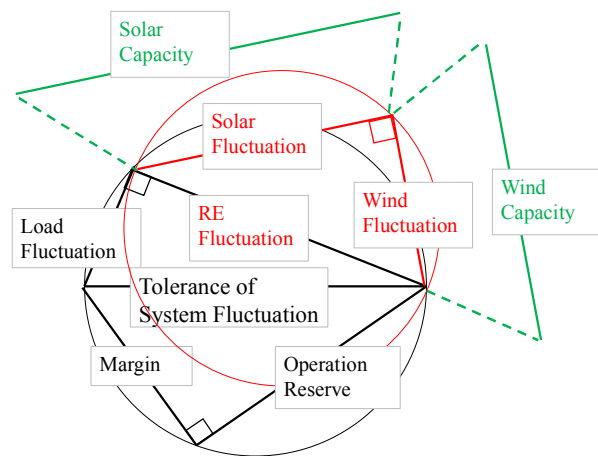 Solar
Capacity
Solar
Fluctuation
Wind
Capacity
RE
Fluctuation
Wind
Fluctuation
Load
Fluctuation
Tolerance of
System Fluctuation
Margin
Operation
Reserve